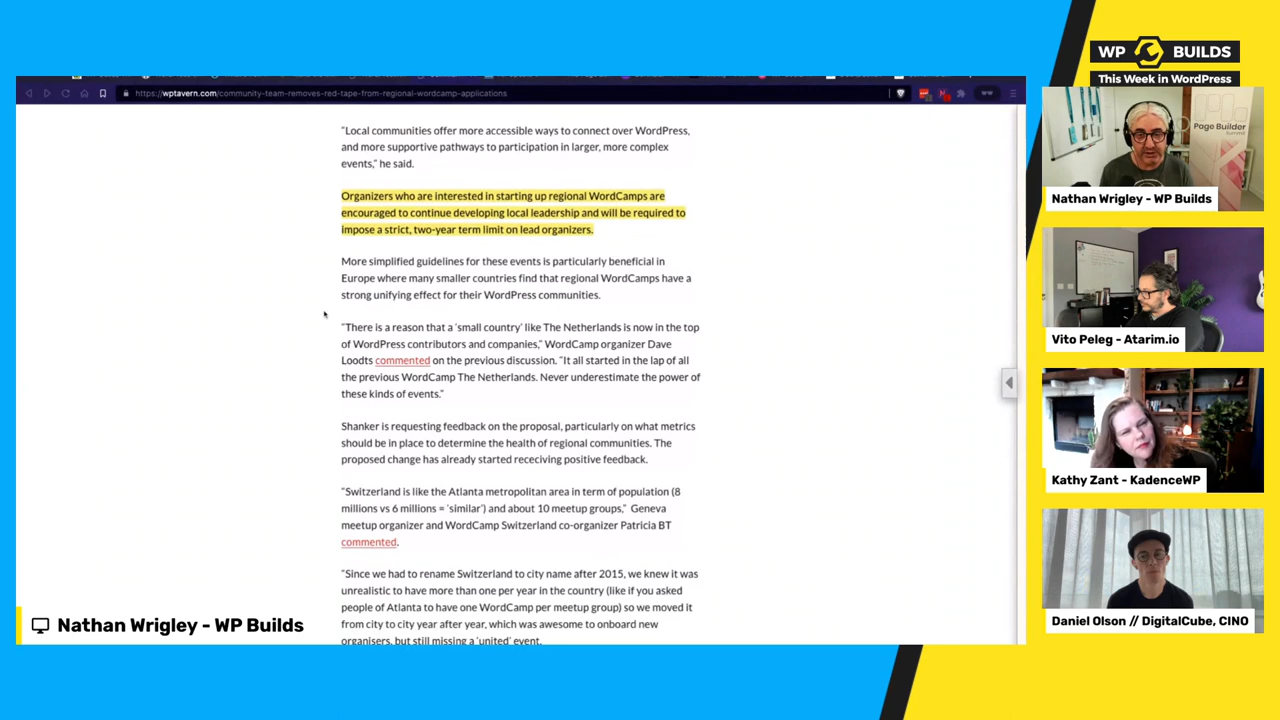 https://wptavern.com/community-team-removes-red-tape-from-regional-wordcamp-applications
"Local communities offer more accessible ways to connect over WordPress,
and more supportive pathways to participation in larger, more complex
events," he said.
Organizers who are interested in starting up regional WordCamps are
encouraged to continue developing local leadership and will be required to
impose a strict, two-year term limit on lead organizers.
More simplified guidelines for these events is particularly beneficial in
Europe where many smaller countries find that regional WordCamps have a
strong unifying effect for their WordPress communities.
"There is a reason that a 'small country' like The Netherlands is now in the top
of WordPress contributors and companies," WordCamp organizer Dave
Loodts commented on the previous discussion. "It all started in the lap of all
the previous WordCamp The Netherlands. Never underestimate the power of
these kinds of events."
Shanker is requesting feedback on the proposal, particularly on what metrics
should be in place to determine the health of regional communities. The
proposed change has already started receciving positive feedback.
"Switzerland is like the Atlanta metropolitan area in term of population (8
millions vs 6 millions = 'similar') and about 10 meetup groups," Geneva
meetup organizer and WordCamp Switzerland co-organizer Patricia BT
commented.
"Since we had to rename Switzerland to city name after 2015, we knew it was
unrealistic to have more than one per year in the country (like if you asked
people of Atlanta to have one WordCamp per meetup group) so we moved it
from city to city year after year, which was awesome to onboard new
organisers, but still missing a 'united' event.
Nathan Wrigley - WP Builds
WP BUILDS
This Week in WordPress
Page Builder
Nathan Wrigley - WP Builds
Vito Peleg - Atarim.io
Kathy Zant - KadenceWP
Daniel Olson // DigitalCube, CINO